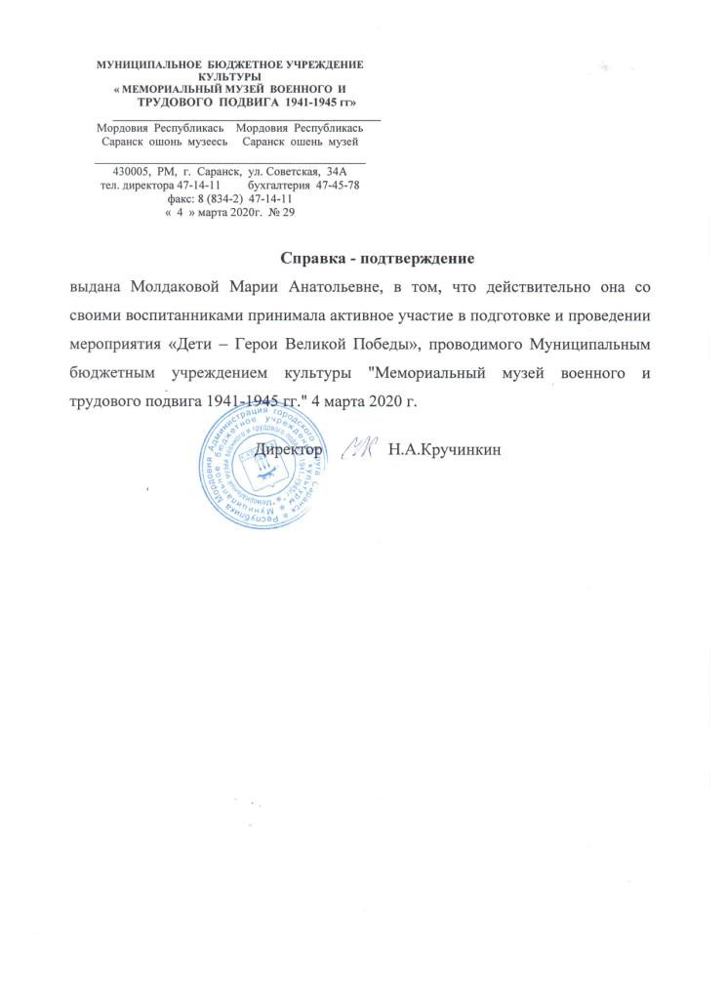 МУНИЦИПАЛЬНОЕ БЮДЖЕТНОЕ УЧРЕЖДЕНИЕ
КУЛЬТУРЫ
« МЕМОРИАЛЬНЫЙ МУЗЕЙ ВОЕННОГО И
ТРУДОВОГО ПОДВИГА 1941-1945 гг»
Мордовия Республикась Мордовия Республикась
Саранск ошонь музеесь Саранск ошень музей
430005, РМ, г. Саранск, ул. Советская, 34А
тел. директора 47-14-11 бухгалтерия 47-45-78
факс: 8 (834-2) 47-14-11
« 4 » марта 2020г. № 29
Справка - подтверждение
выдана Молдаковой Марии Анатольевне, в том, что действительно она со
своими воспитанниками принимала активное участие в подготовке и проведении
мероприятия «Дети – Герои Великой Победы», проводимого Муниципальным
бюджетным учреждением культуры "Мемориальный музей военного и
трудового подвига 1941-1945 гг." 4 марта 2020 г.
Директор Н.А.Кручинкин
Республика Мордовия Администрация городского округа Саранск
Муниципальное бюджетное учреждение культуры
"Мемориальный музей военного и трудового подвига 1941-1945гг"